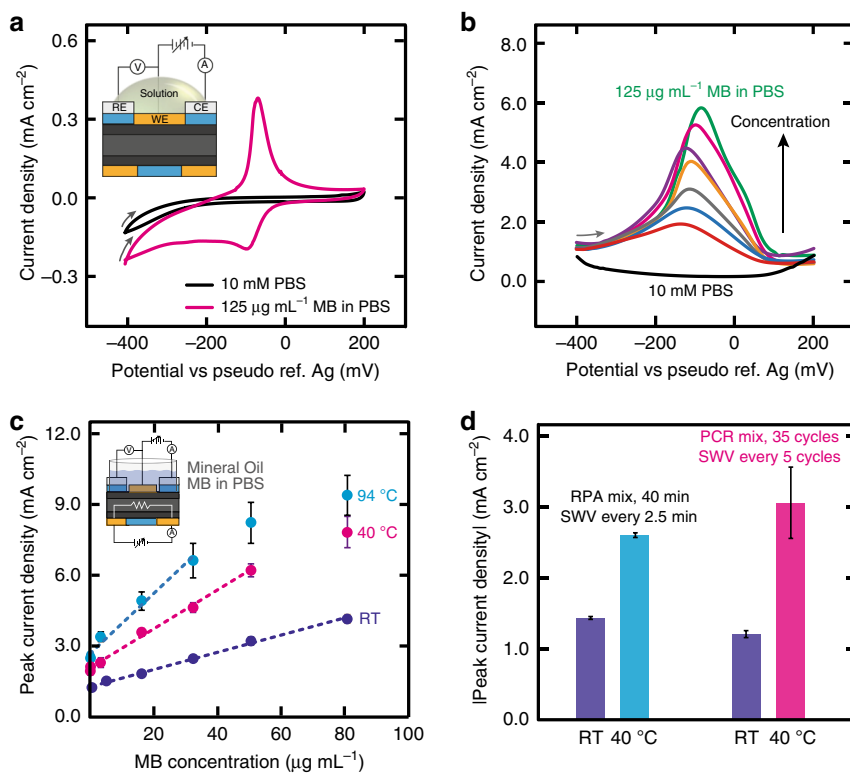 a
0.6
0.3
0.0
−0.3
Current density (mA cm−2)
V
A
Solution
RE
CE
WE
10 mM PBS
125 μg mL−1 MB in PBS
−400
−200
0
200
Potential vs pseudo ref. Ag (mV)
b
8.0
6.0
4.0
2.0
0.0
Current density (mA cm−2)
125 μg mL−1 MB in PBS
Concentration
10 mM PBS
−400
−200
0
200
Potential vs pseudo ref. Ag (mV)
c
12.0
9.0
6.0
3.0
0.0
Peak current density (mA cm−2)
V
A
Mineral Oil
MB in PBS
A
94 °C
40 °C
RT
0
20
40
60
80
100
MB concentration (μg mL−1)
d
4.0
3.0
2.0
1.0
0.0
|Peak current density| (mA cm−2)
PCR mix, 35 cycles
SWV every 5 cycles
RPA mix, 40 min
SWV every 2.5 min
RT 40 °C
RT 40 °C